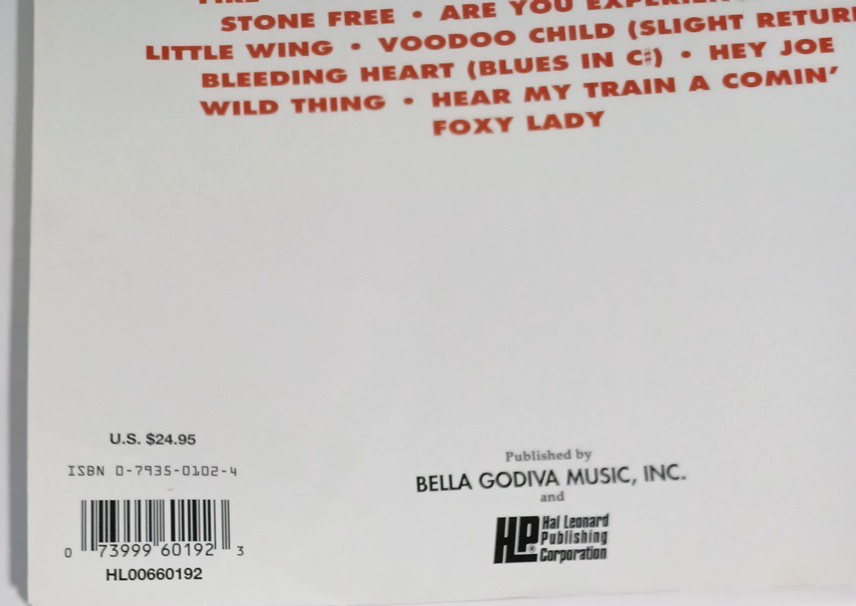 STONE FREE • ARE YOU
LITTLE WING • VOODOO CHILD (SLIGHT RETUR
BLEEDING HEART (BLUES IN C♯) • HEY JOE
WILD THING • HEAR MY TRAIN A COMIN'
FOXY LADY
U.S. $24.95
ISBN 0-7935-0102-4
0 73999 60192 3
HL00660192
Published by
BELLA GODIVA MUSIC, INC.
and
HLP Hal Leonard
Publishing
Corporation